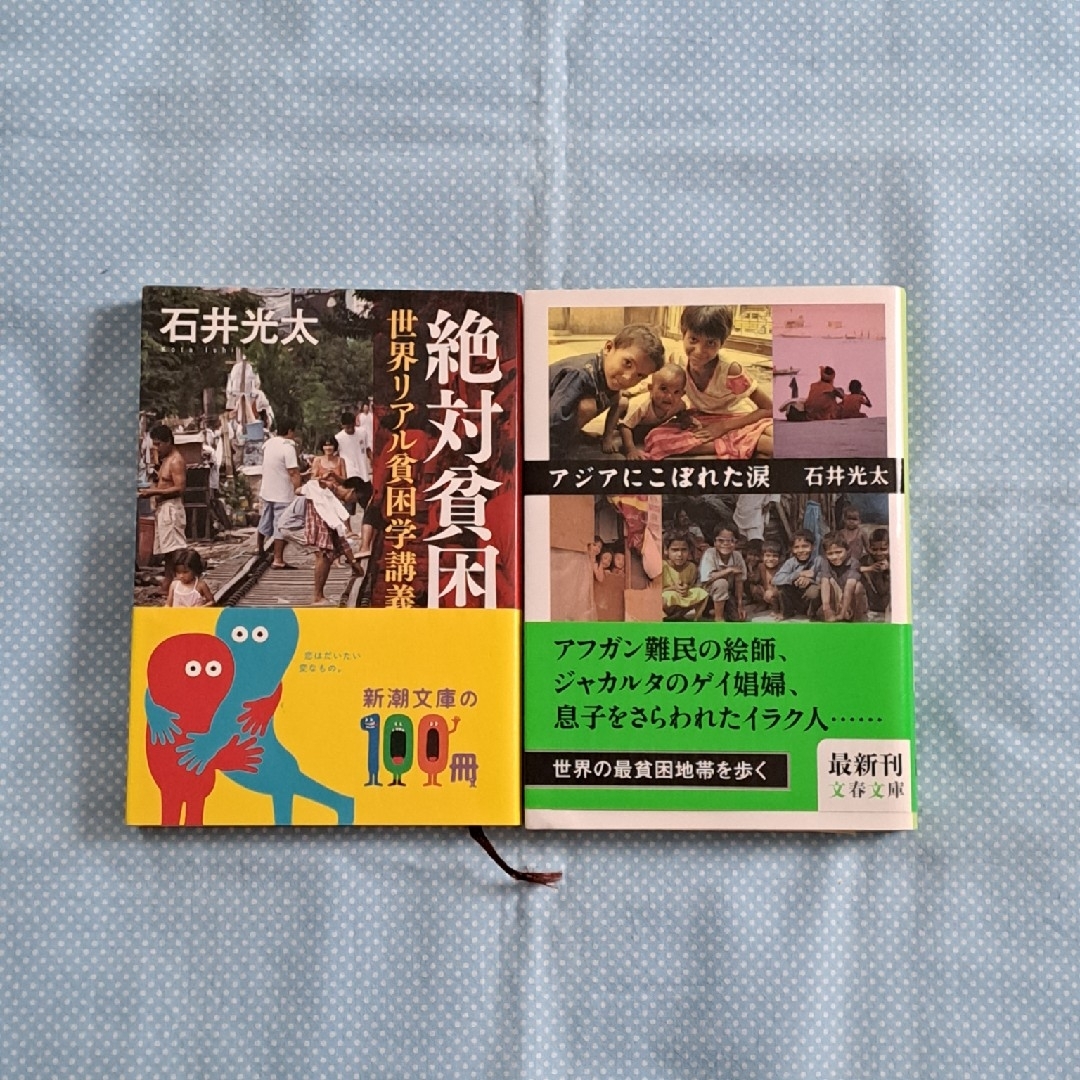 石井光太
Kota Ishi
絶対貧困
世界リアル貧困学講義
恋はだいたい
変なもの。
新潮文庫の
100冊
アジアにこぼれた涙 石井光太
アフガン難民の絵師、
ジャカルタのゲイ娼婦、
息子をさらわれたイラク人……
世界の最貧困地帯を歩く
最新刊
文春文庫